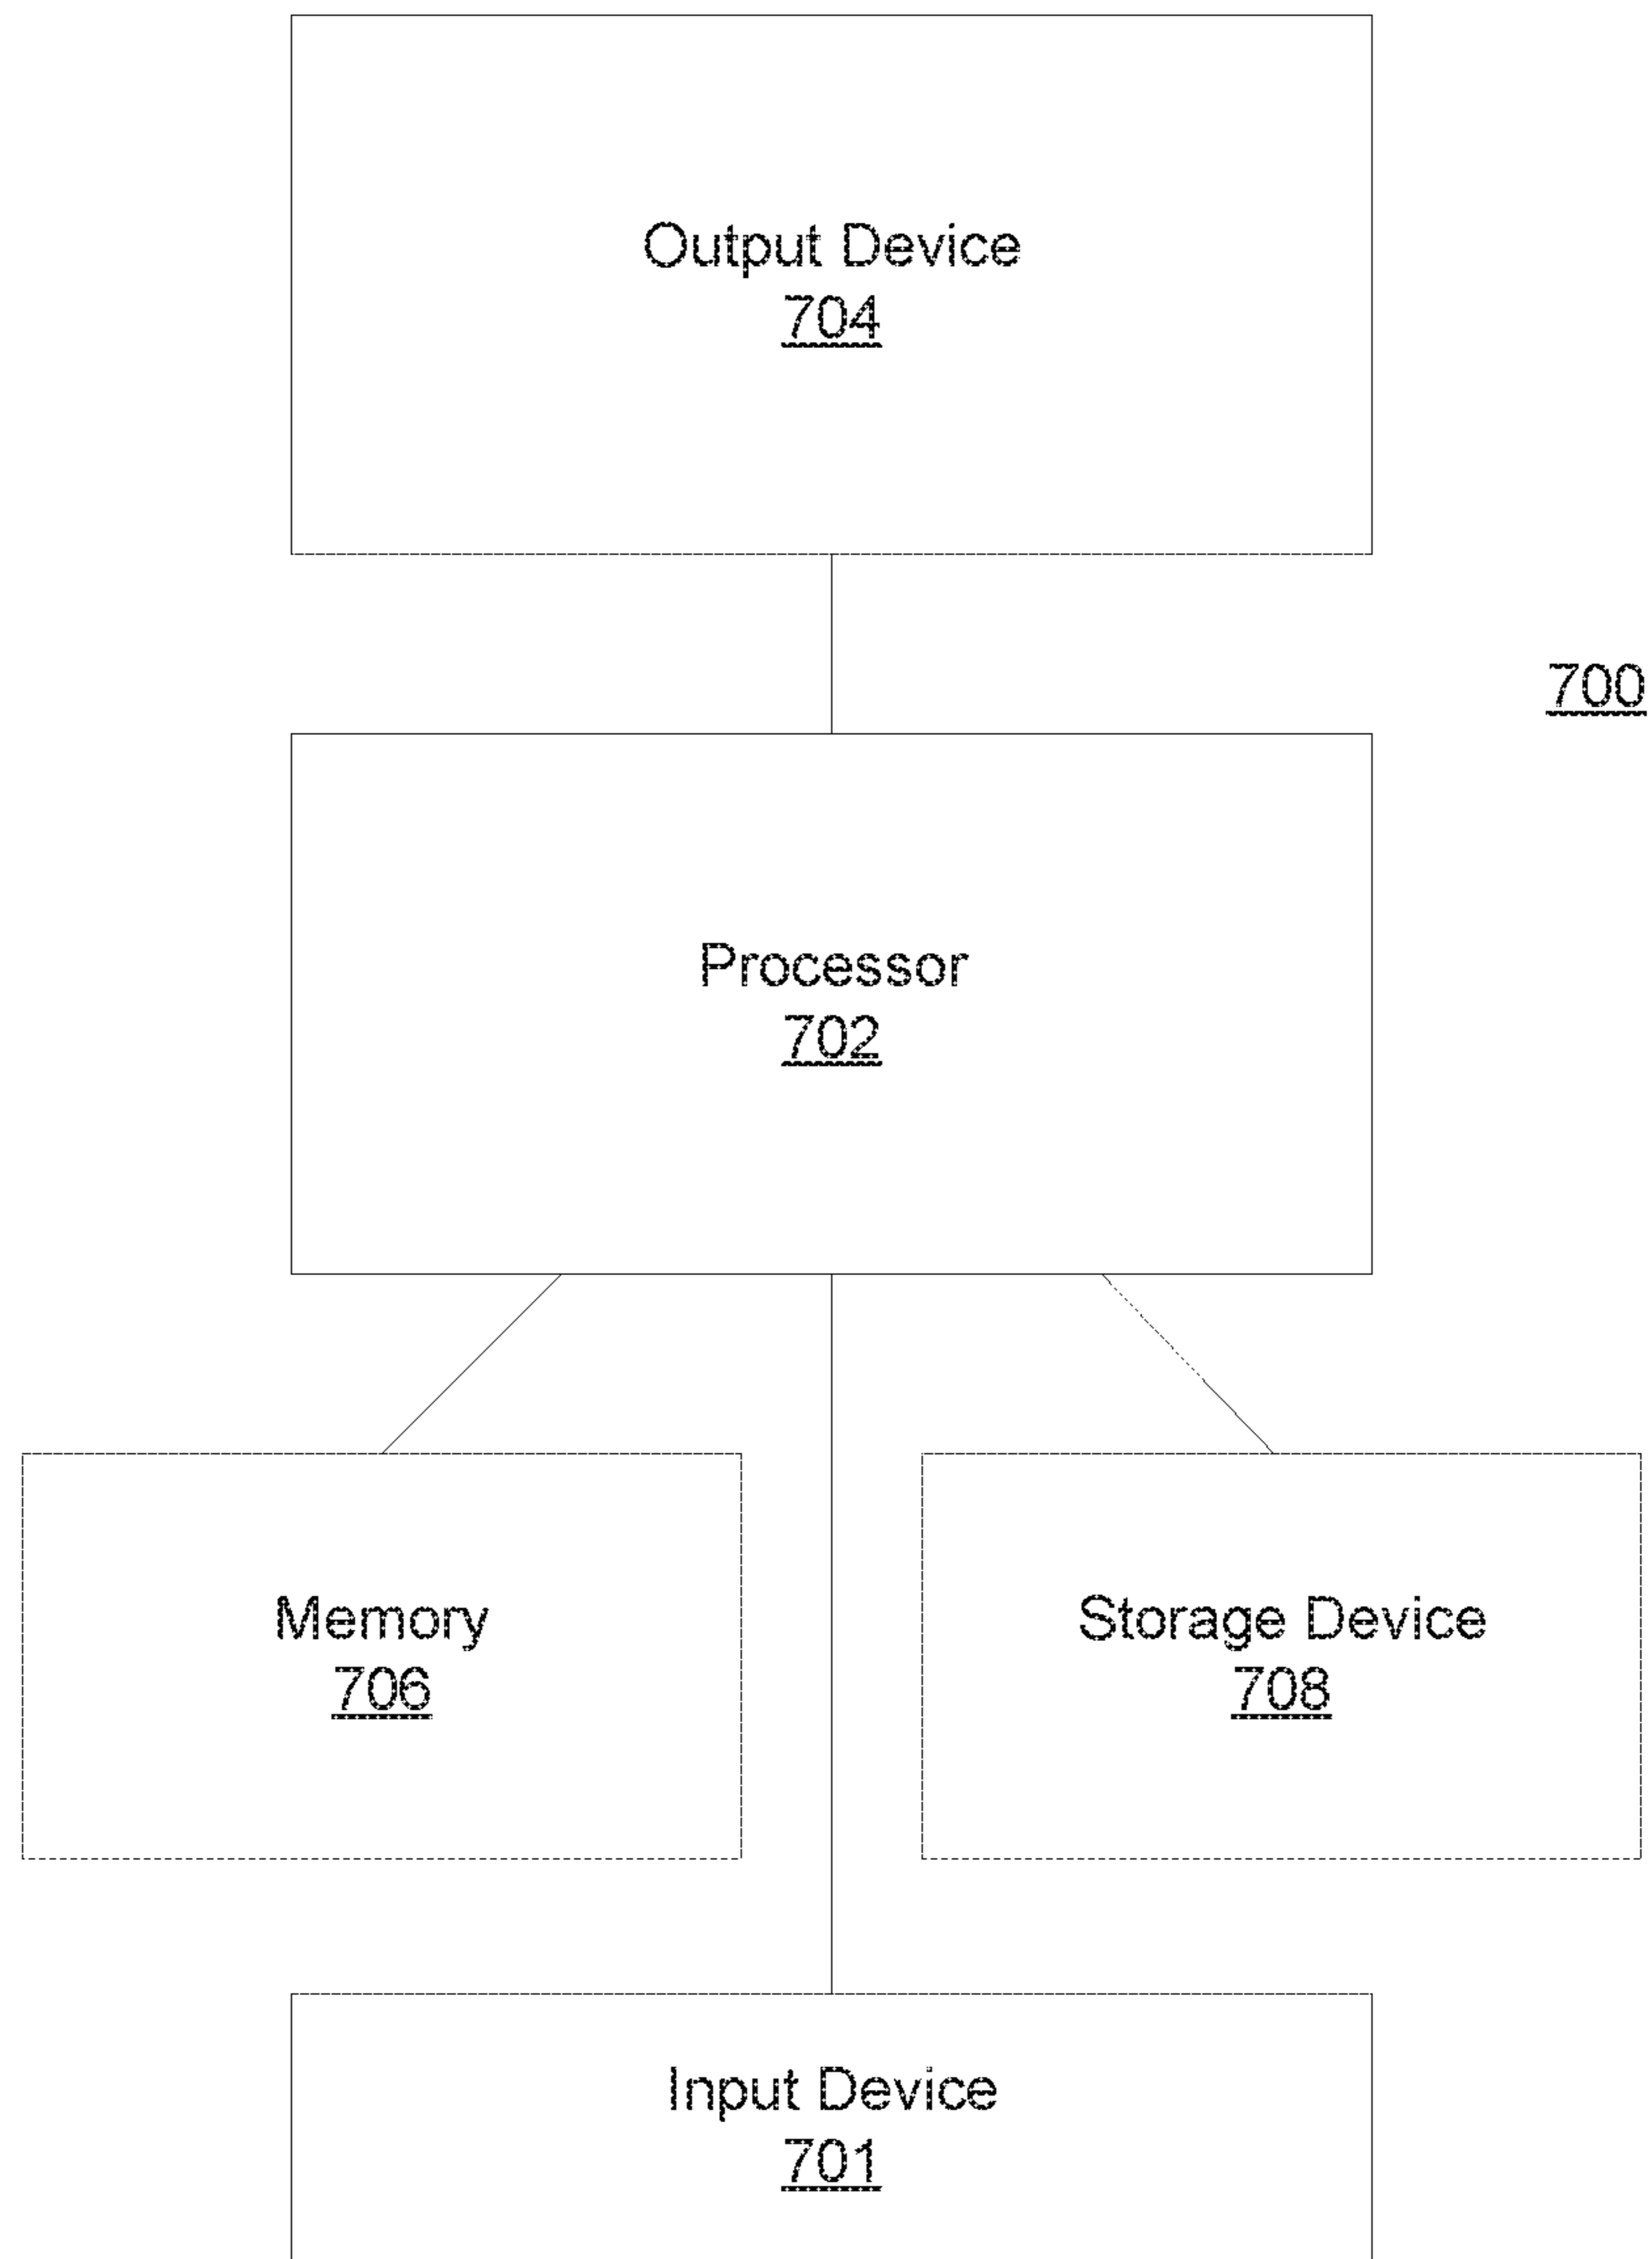 Output Device
704
700
Processor
702
Memory
706
Storage Device
708
Input Device
701